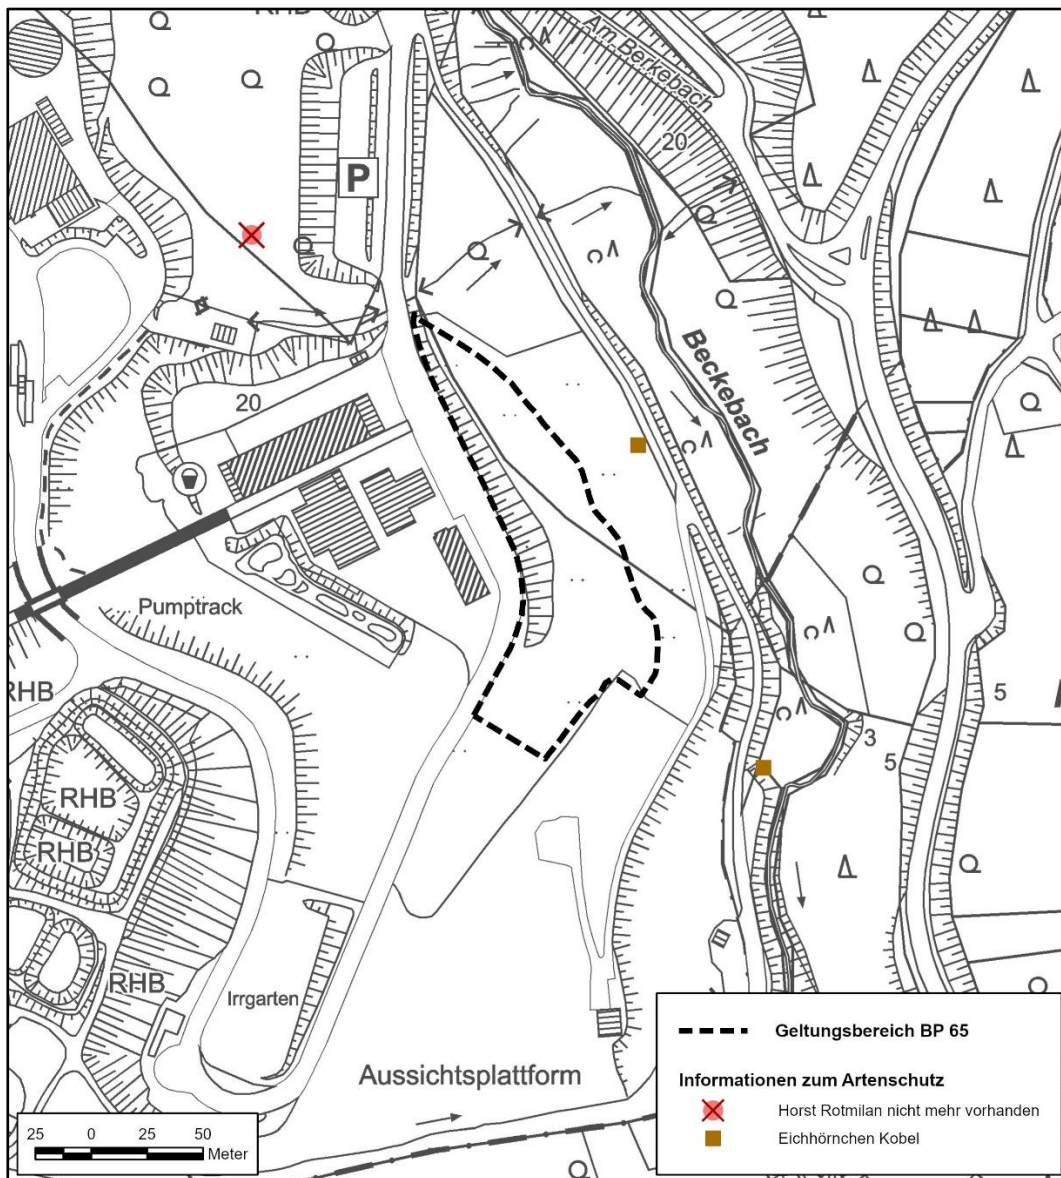 RHB
Am Berkebach
20
P
Beckebach
20
Pumptrack
RHB
5
3
5
RHB
RHB
RHB
Irrgarten
Aussichtsplattform
Geltungsbereich BP 65
Informationen zum Artenschutz
Horst Rotmilan nicht mehr vorhanden
Eichhörnchen Kobel
25 0 25 50
Meter